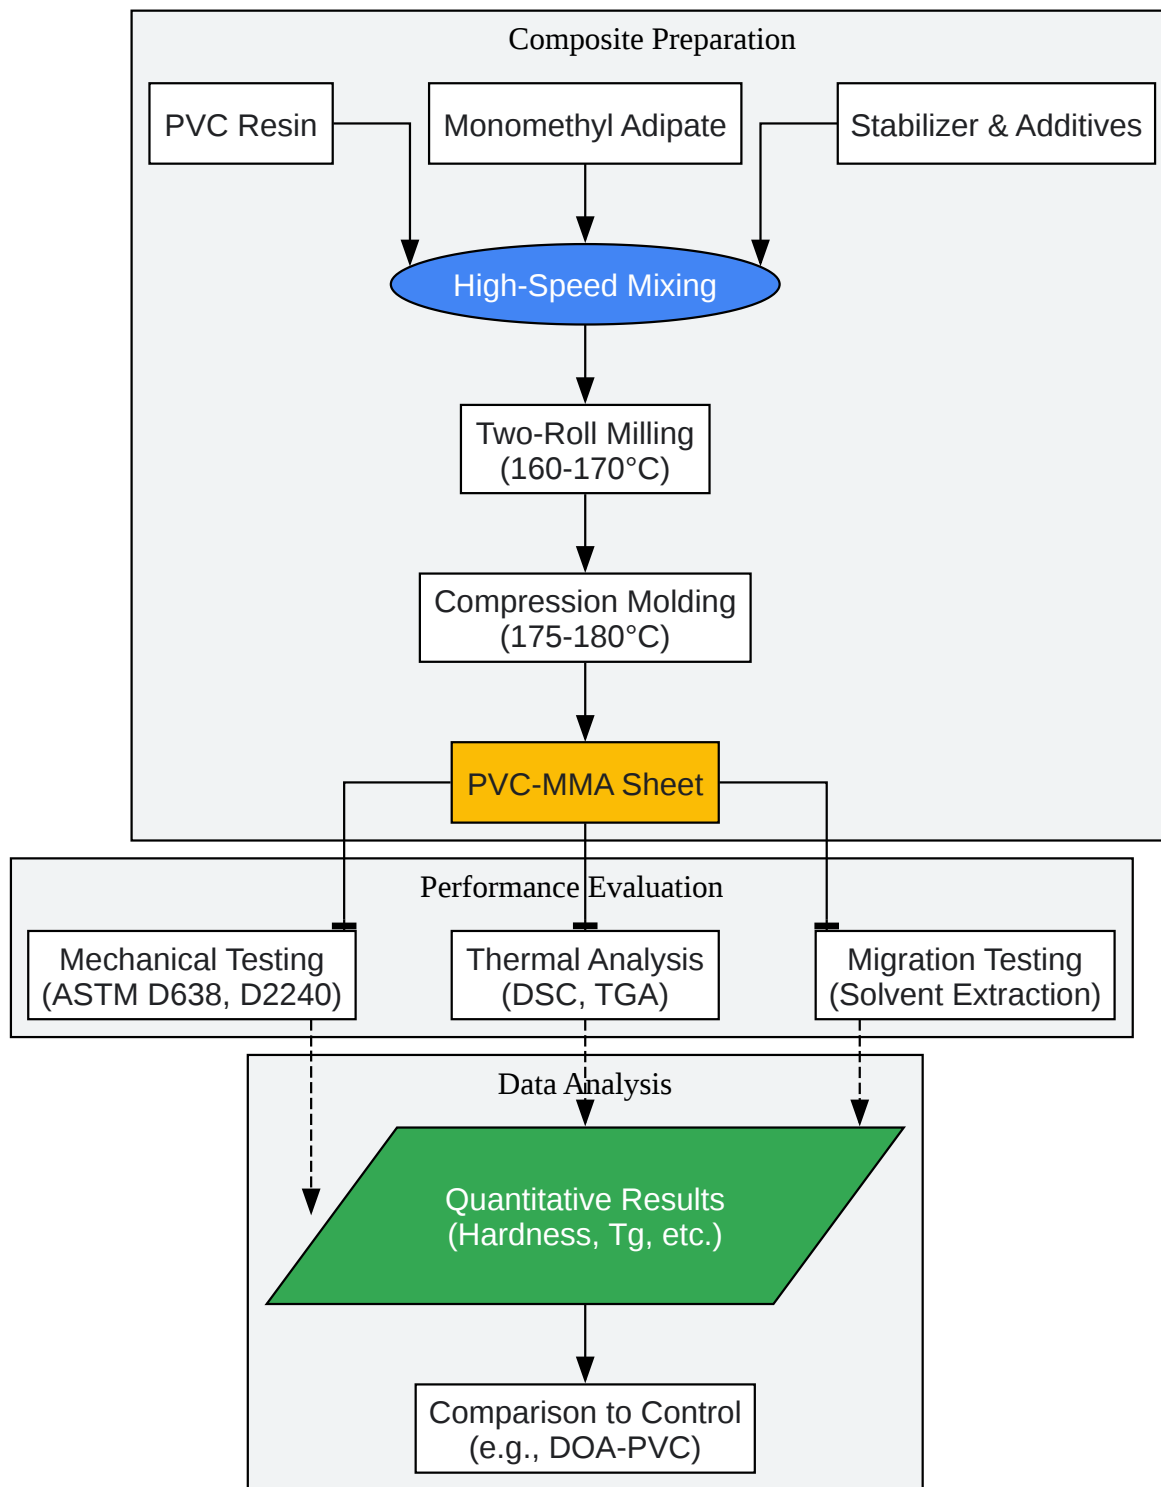 Composite Preparation
PVC Resin
Monomethyl Adipate
Stabilizer & Additives
High-Speed Mixing
Two-Roll Milling
(160-170°C)
Compression Molding
(175-180°C)
PVC-MMA Sheet
Performance Evaluation
Mechanical Testing
(ASTM D638, D2240)
Thermal Analysis
(DSC, TGA)
Migration Testing
(Solvent Extraction)
Data Analysis
Quantitative Results
(Hardness, Tg, etc.)
Comparison to Control
(e.g., DOA-PVC)